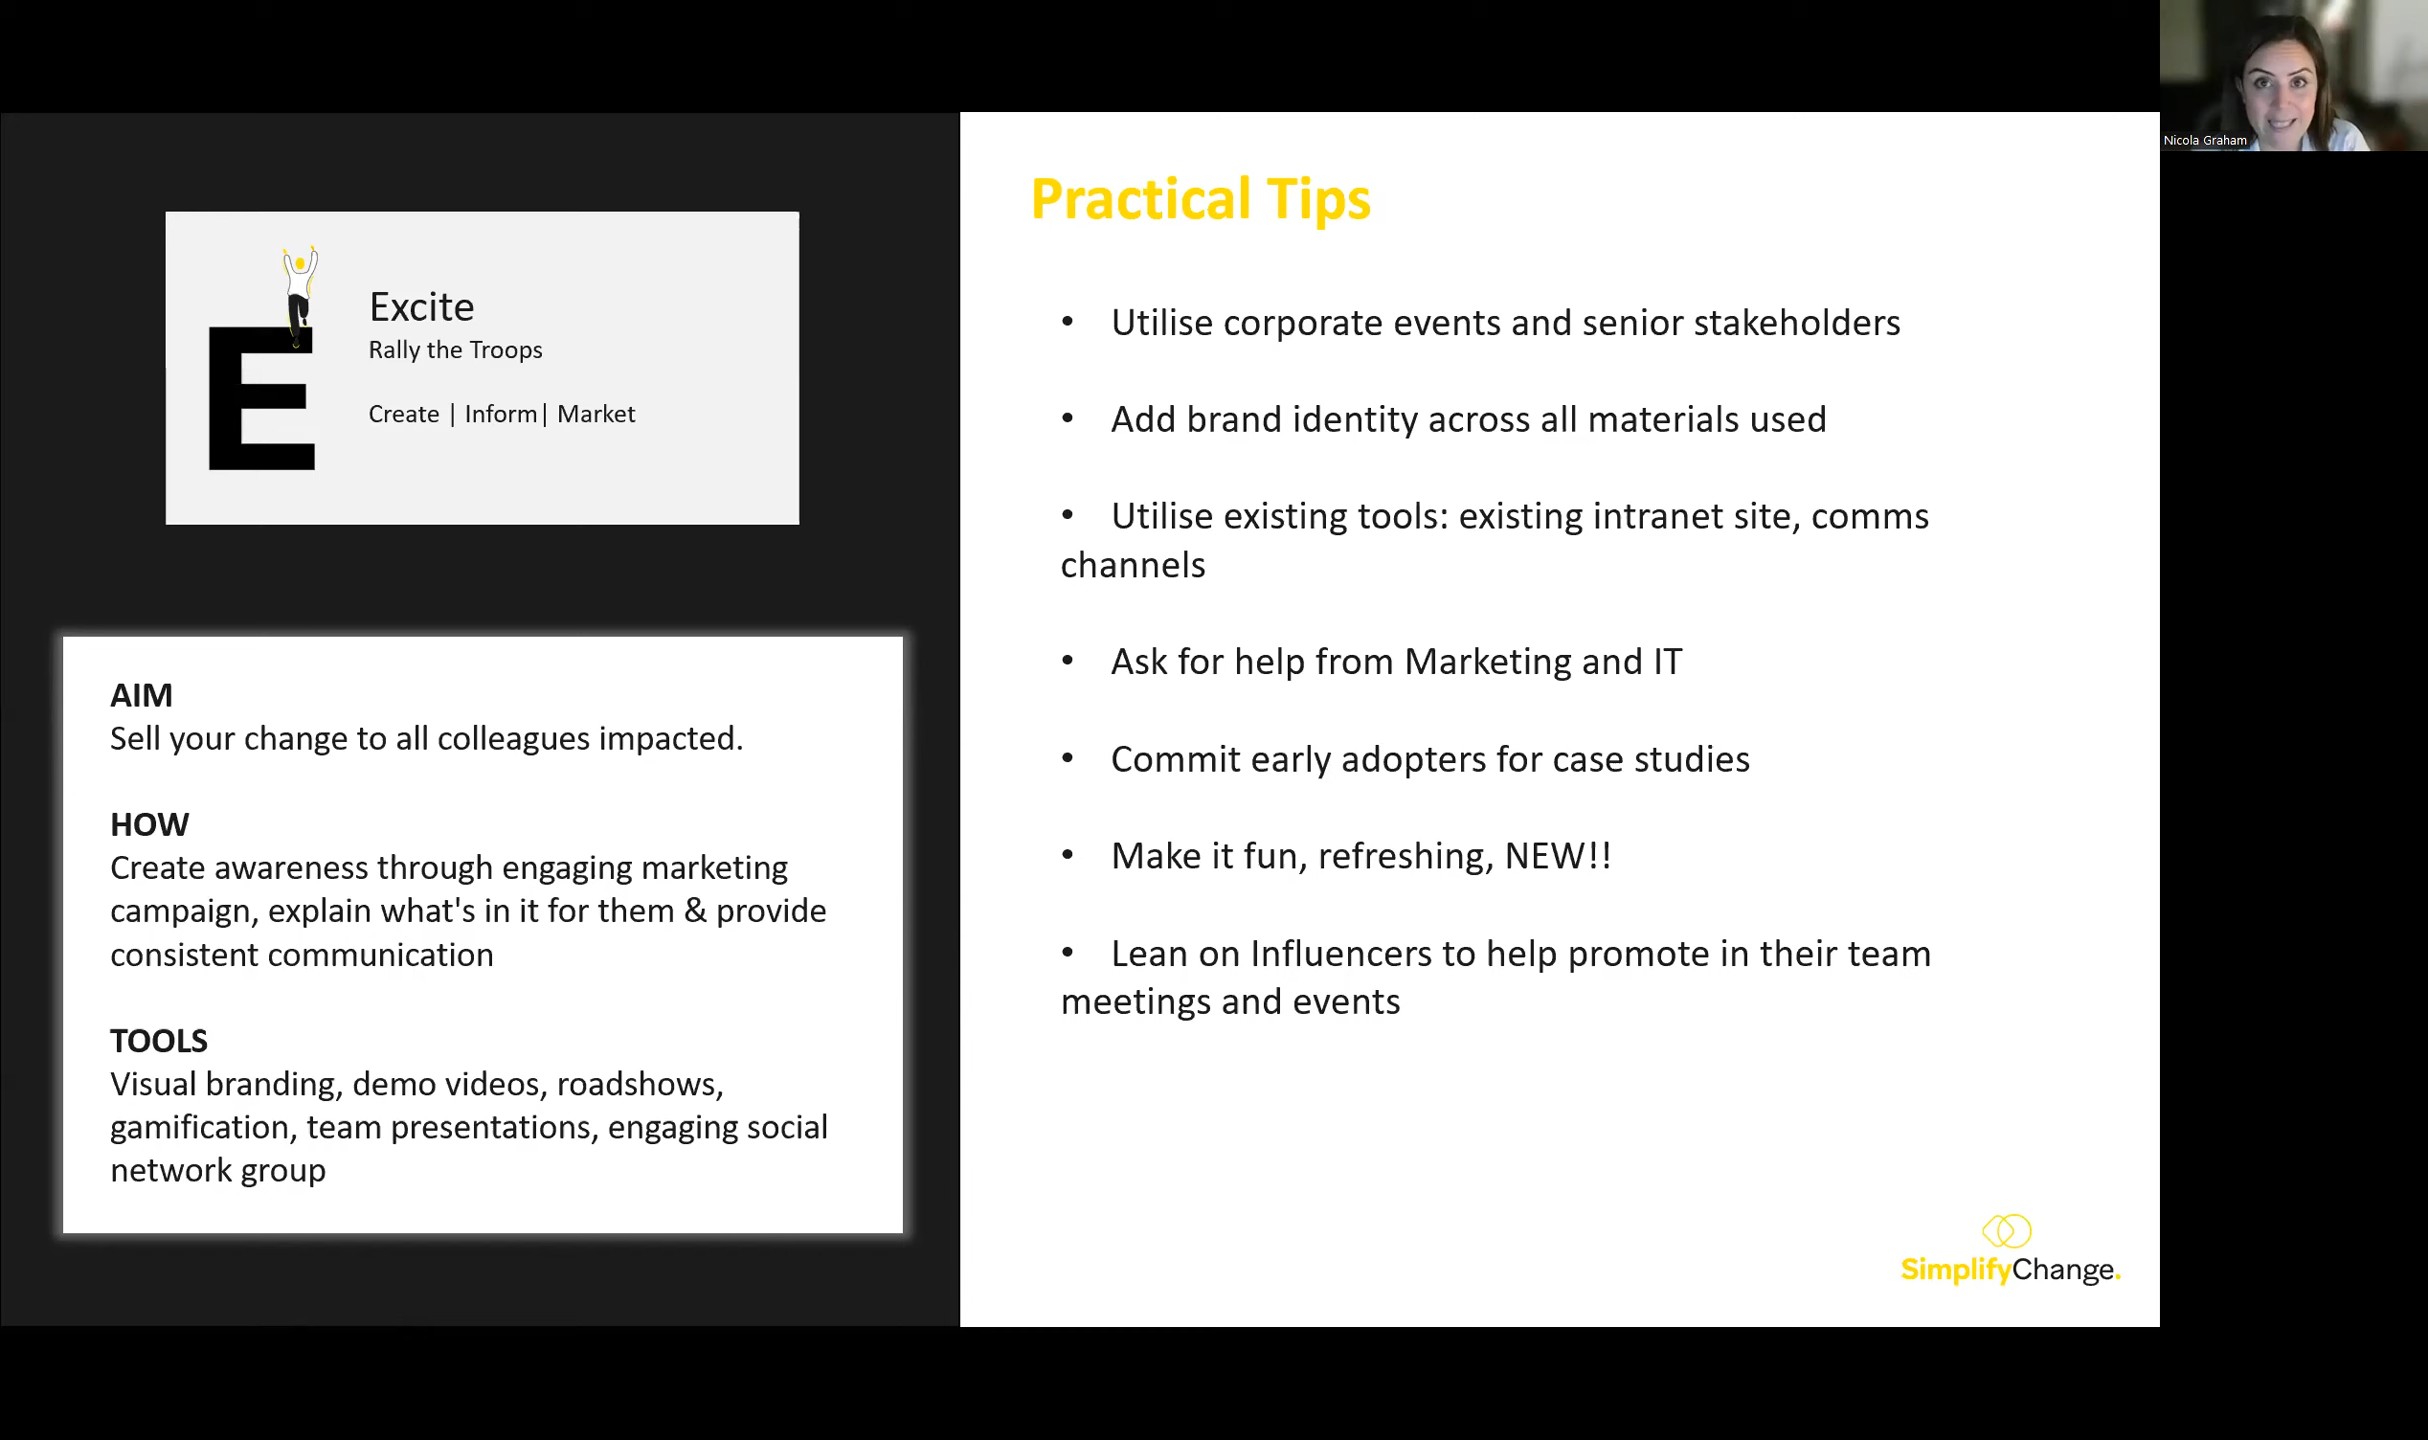 Nicola Graham
E
Excite
Rally the Troops
Create | Inform| Market
AIM
Sell your change to all colleagues impacted.
HOW
Create awareness through engaging marketing
campaign, explain what's in it for them & provide
consistent communication
TOOLS
Visual branding, demo videos, roadshows,
gamification, team presentations, engaging social
network group
Practical Tips
• Utilise corporate events and senior stakeholders
• Add brand identity across all materials used
• Utilise existing tools: existing intranet site, comms
channels
• Ask for help from Marketing and IT
• Commit early adopters for case studies
• Make it fun, refreshing, NEW!!
• Lean on Influencers to help promote in their team
meetings and events
SimplifyChange.